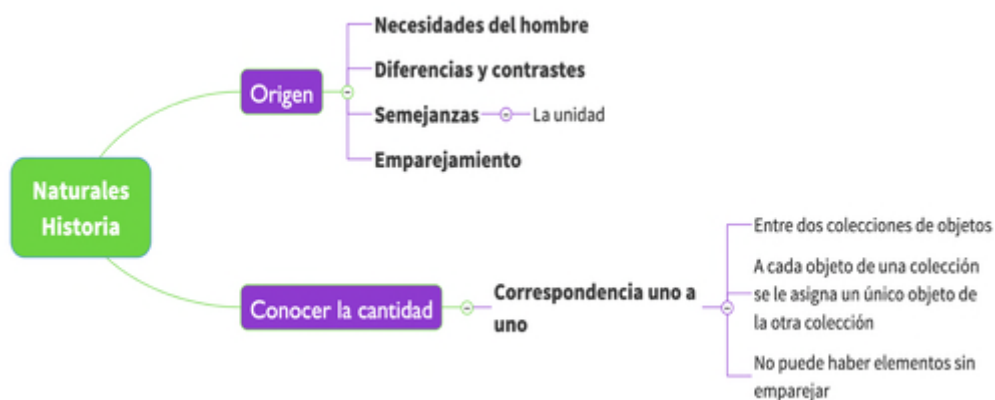 Naturales
Historia
Origen
Necesidades del hombre
Diferencias y contrastes
Semejanzas
La unidad
Emparejamiento
Conocer la cantidad
Correspondencia uno a
uno
Entre dos colecciones de objetos
A cada objeto de una colección
se le asigna un único objeto de
la otra colección
No puede haber elementos sin
emparejar